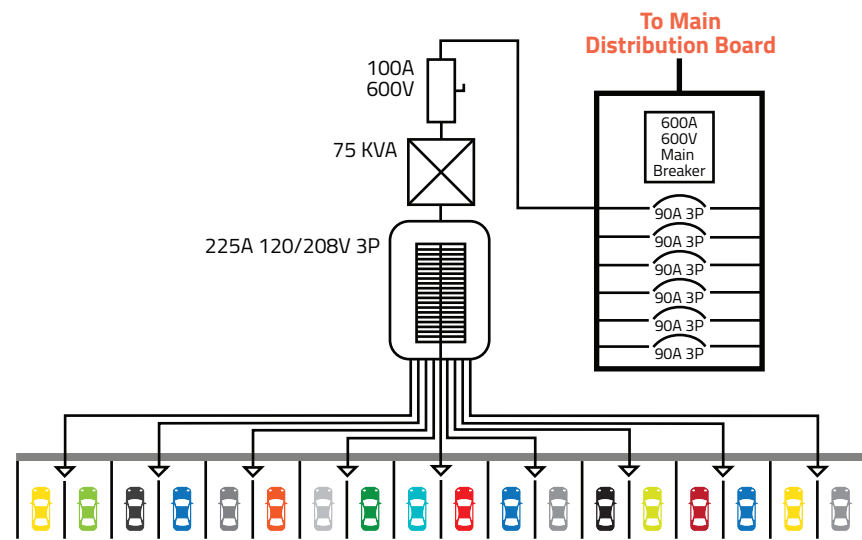 To Main
Distribution Board
100A
600V
600A
600V
Main
Breaker
75 KVA
90A 3P
225A 120/208V 3P
90A 3P
90A 3P
90A 3P
90A 3P
90A 3P